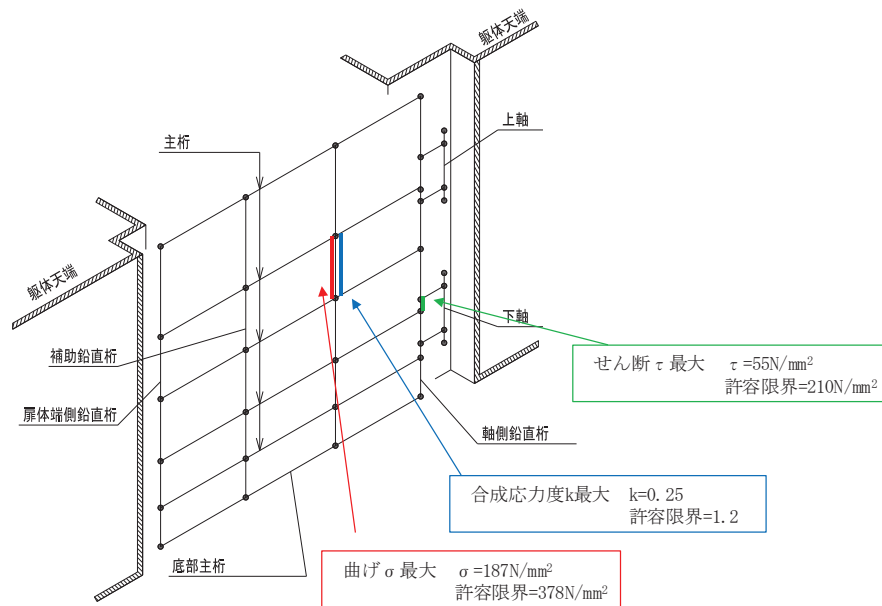 躯体天端
上軸
主桁
躯体天端
下軸
補助鉛直桁
扉体端側鉛直桁
軸側鉛直桁
底部主桁
せん断τ最大 τ=55N/mm²
許容限界=210N/mm²
合成応力度k最大 k=0.25
許容限界=1.2
曲げσ最大 σ=187N/mm²
許容限界=378N/mm²